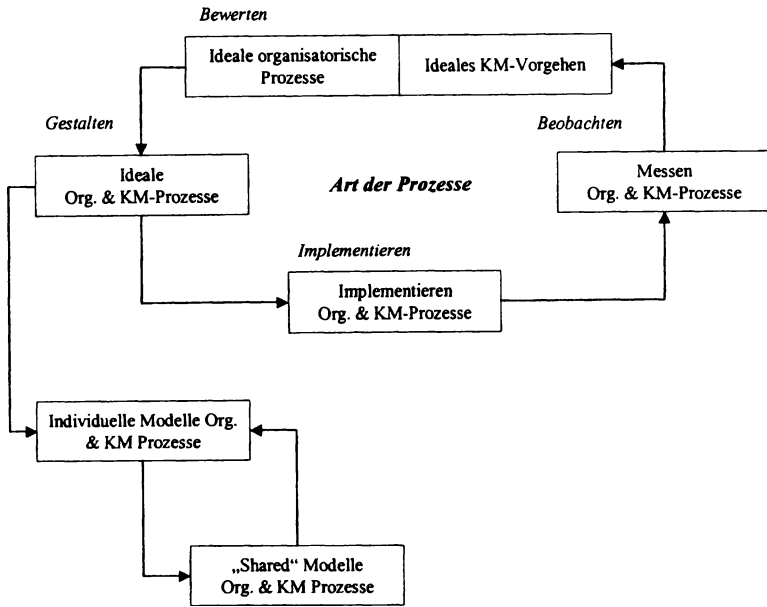 Bewerten
Ideale organisatorische
Prozesse
Ideales KM-Vorgehen
Gestalten
Beobachten
Ideale
Org. & KM-Prozesse
Art der Prozesse
Messen
Org. & KM-Prozesse
Implementieren
Implementieren
Org. & KM-Prozesse
Individuelle Modelle Org.
& KM Prozesse
„Shared“ Modelle
Org. & KM Prozesse